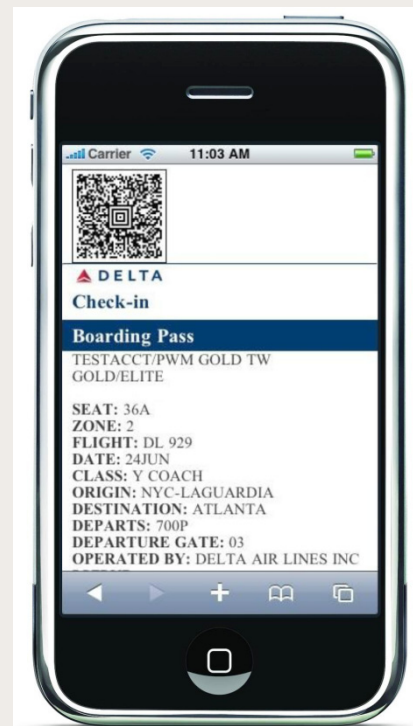 Carrier 11:03 AM
DELTA
Check-in
Boarding Pass
TESTACCT/PWM GOLD TW
GOLD/ELITE
SEAT: 36A
ZONE: 2
FLIGHT: DL 929
DATE: 24JUN
CLASS: Y COACH
ORIGIN: NYC-LAGUARDIA
DESTINATION: ATLANTA
DEPARTS: 700P
DEPARTURE GATE: 03
OPERATED BY: DELTA AIR LINES INC